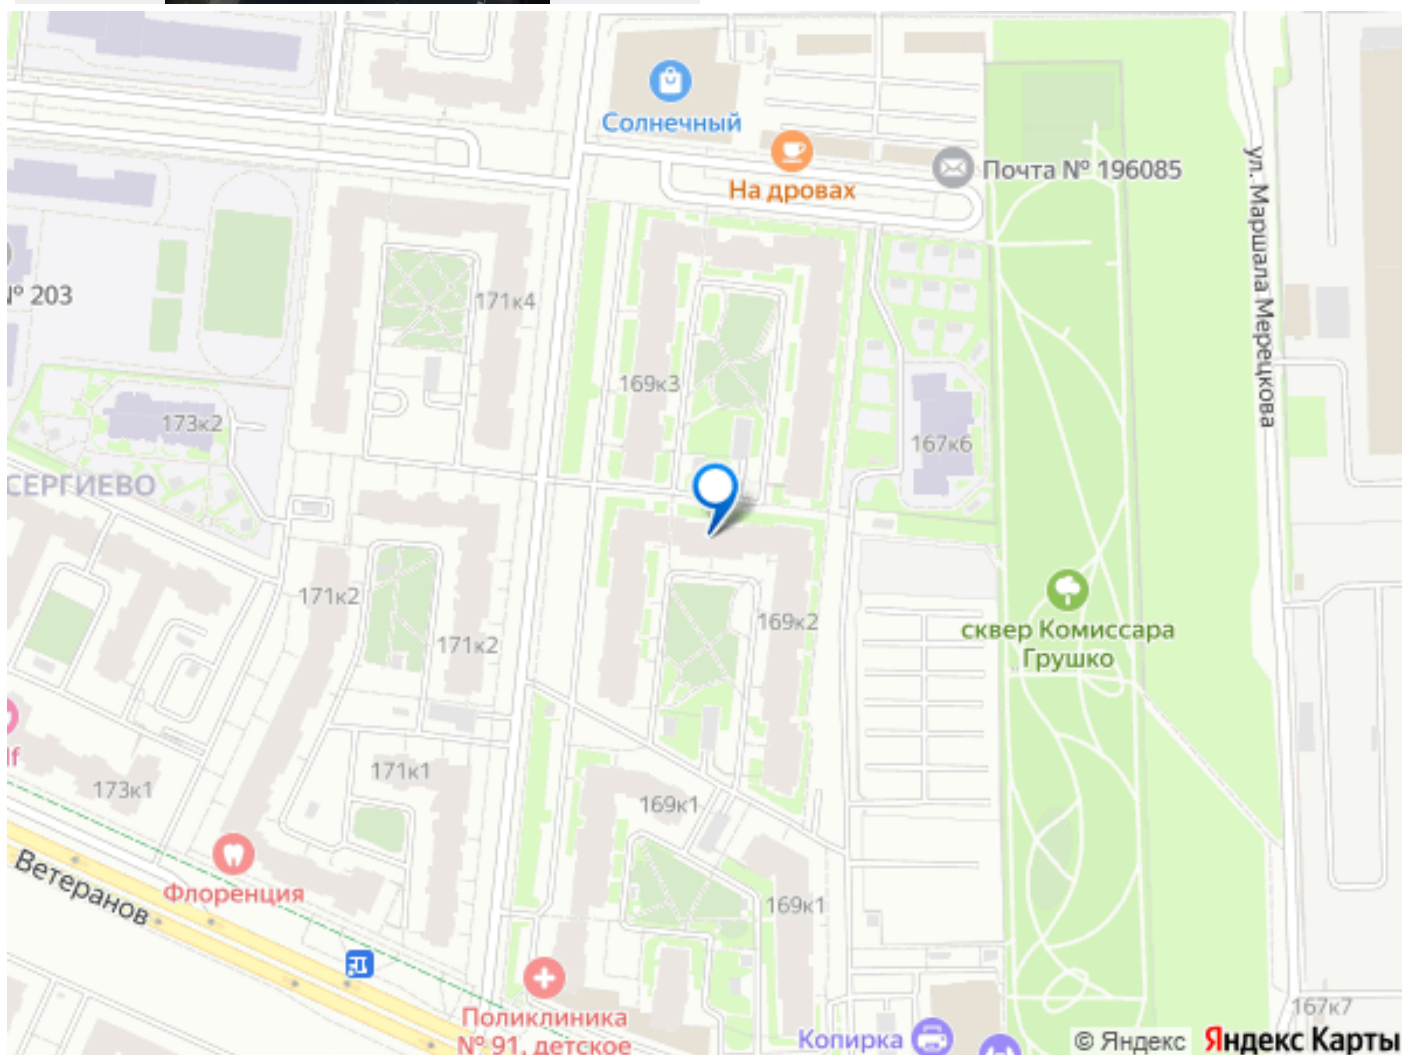 Солнечный
На дровах
Почта № 196085
ул. Маршала Мерецкова
№ 203
171к4
169к3
173к2
167к6
СЕРГИЕВО
171к2
169к2
171к2
сквер Комиссара
Грушко
173к1
171к1
169к1
Ветеранов
Флоренция
169к1
Поликлиника
№ 91, детское
Копирка
167к7
© Яндекс
Яндекс Карты